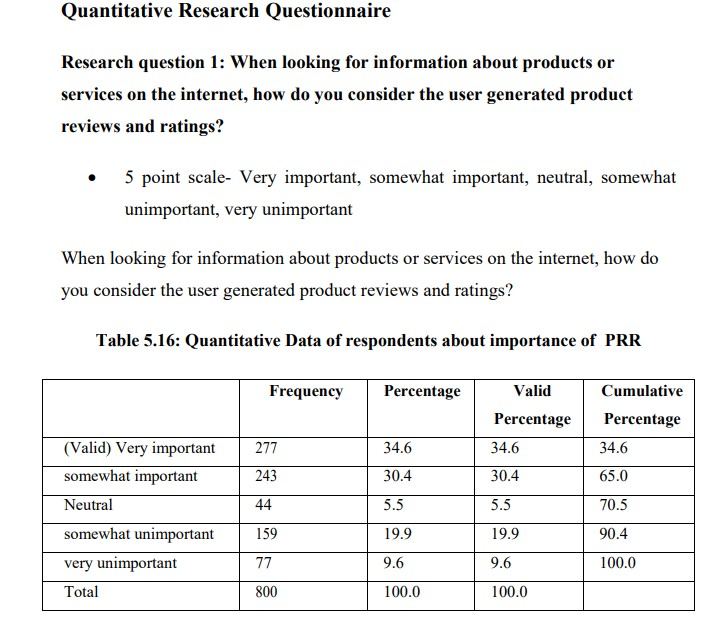 Quantitative Research Questionnaire
Research question 1: When looking for information about products or
services on the internet, how do you consider the user generated product
reviews and ratings?
• 5 point scale- Very important, somewhat important, neutral, somewhat
unimportant, very unimportant
When looking for information about products or services on the internet, how do
you consider the user generated product reviews and ratings?
Table 5.16: Quantitative Data of respondents about importance of PRR
Frequency Percentage Valid Cumulative
Percentage Percentage
(Valid) Very important 277 34.6 34.6 34.6
somewhat important 243 30.4 30.4 65.0
Neutral 44 5.5 5.5 70.5
somewhat unimportant 159 19.9 19.9 90.4
very unimportant 77 9.6 9.6 100.0
Total 800 100.0 100.0